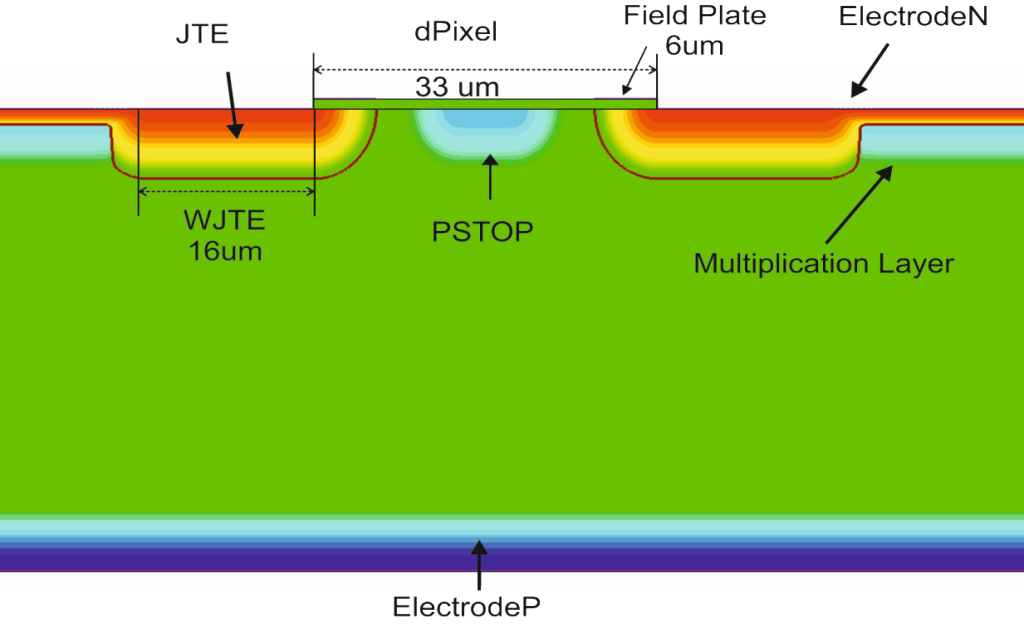 JTE
dPixel
Field Plate
6um
ElectrodeN
33 um
WJTE
16um
PSTOP
Multiplication Layer
ElectrodeP